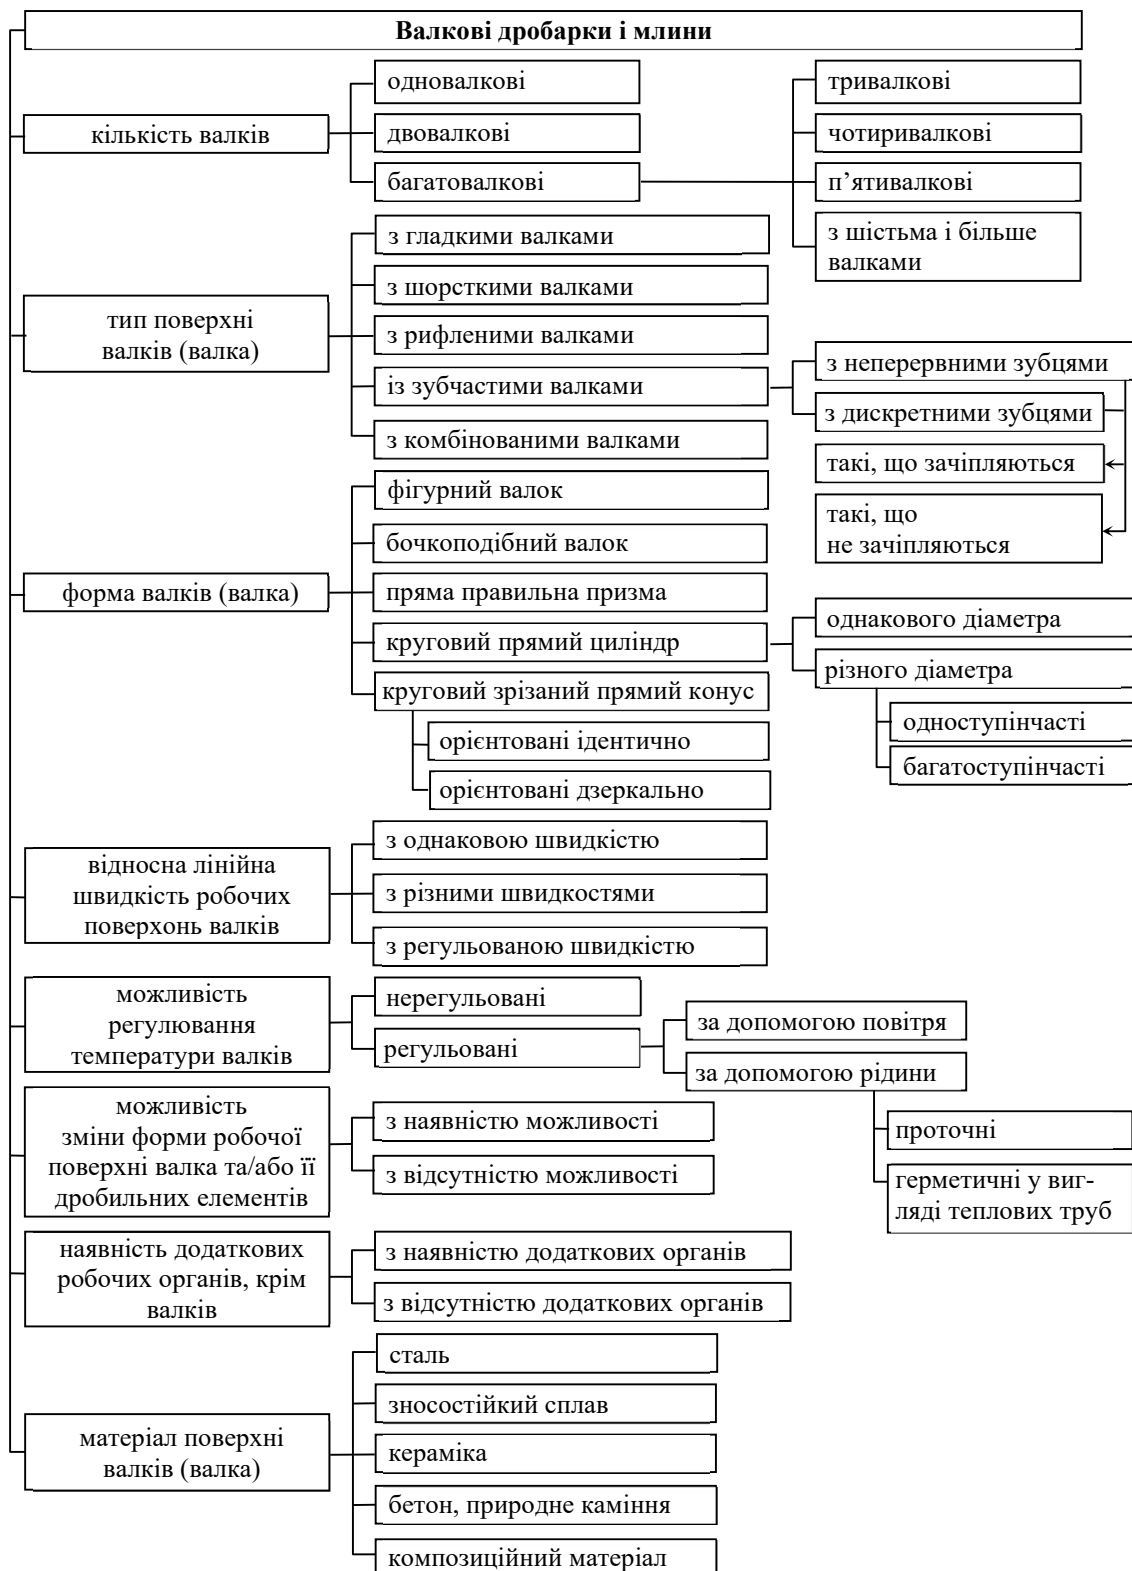 Валкові дробарки і млини
кількість валків
одновалкові
двовалкові
багатовалкові
тривалкові
чотиривалкові
п’ятивалкові
з шістьма і більше
валками
тип поверхні
валків (валка)
з гладкими валками
з шорсткими валками
з рифленими валками
із зубчастими валками
з комбінованими валками
з неперервними зубцями
з дискретними зубцями
такі, що зачіпляються
такі, що
не зачіпляються
форма валків (валка)
фігурний валок
бочкоподібний валок
пряма правильна призма
круговий прямий циліндр
круговий зрізаний прямий конус
орієнтовані ідентично
орієнтовані дзеркально
однакового діаметра
різного діаметра
одноступінчасті
багатоступінчасті
відносна лінійна
швидкість робочих
поверхонь валків
з однаковою швидкістю
з різними швидкостями
з регульованою швидкістю
можливість
регулювання
температури валків
нерегульовані
регульовані
за допомогою повітря
за допомогою рідини
проточні
герметичні у виг-
ляді теплових труб
можливість
зміни форми робочої
поверхні валка та/або її
дробильних елементів
з наявністю можливості
з відсутністю можливості
наявність додаткових
робочих органів, крім
валків
з наявністю додаткових органів
з відсутністю додаткових органів
матеріал поверхні
валків (валка)
сталь
зносостійкий сплав
кераміка
бетон, природне каміння
композиційний матеріал